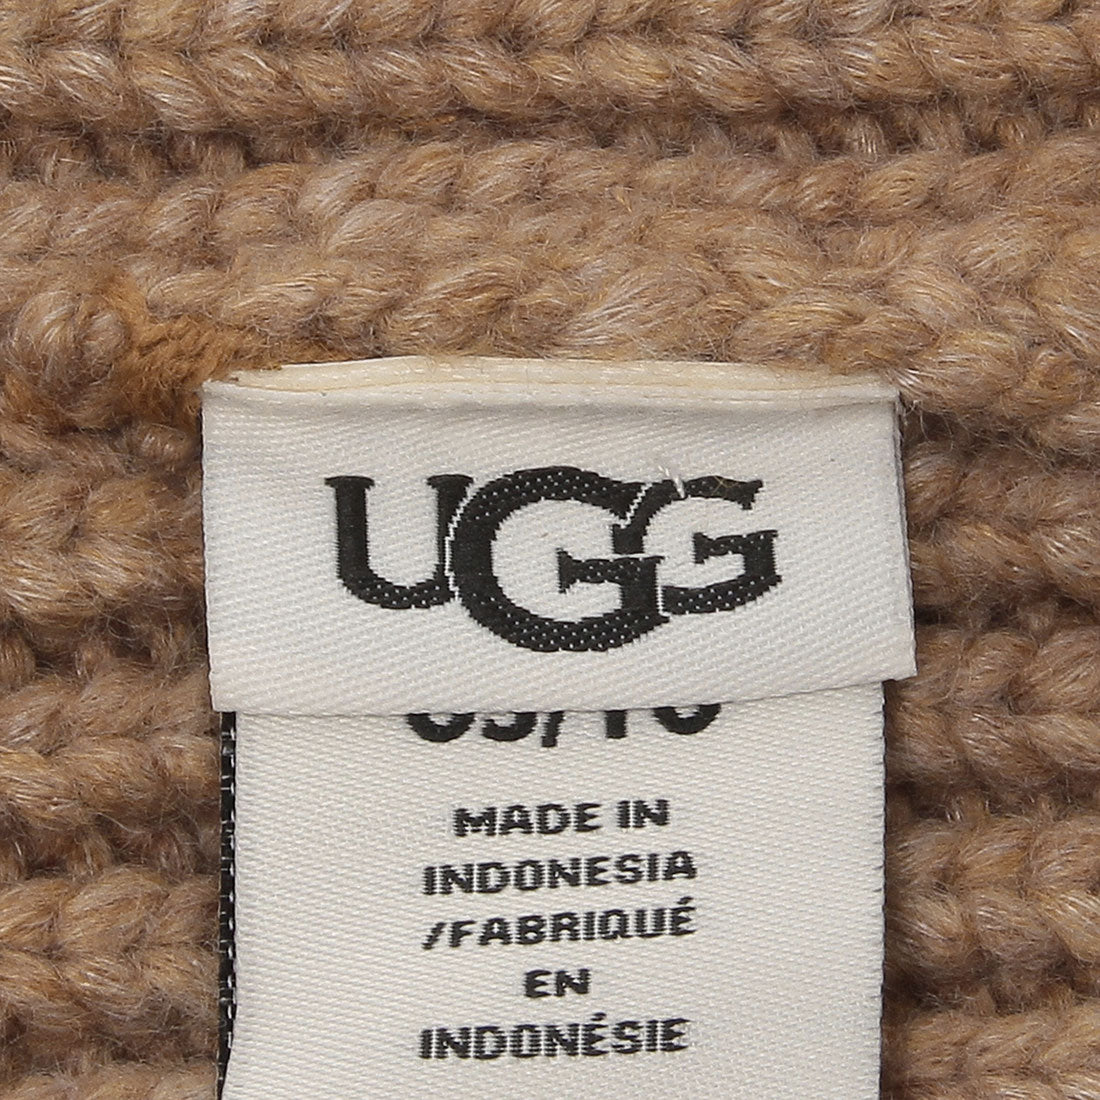 UGG
MADE IN
INDONESIA
/FABRIQUÉ
EN
INDONÉSIE